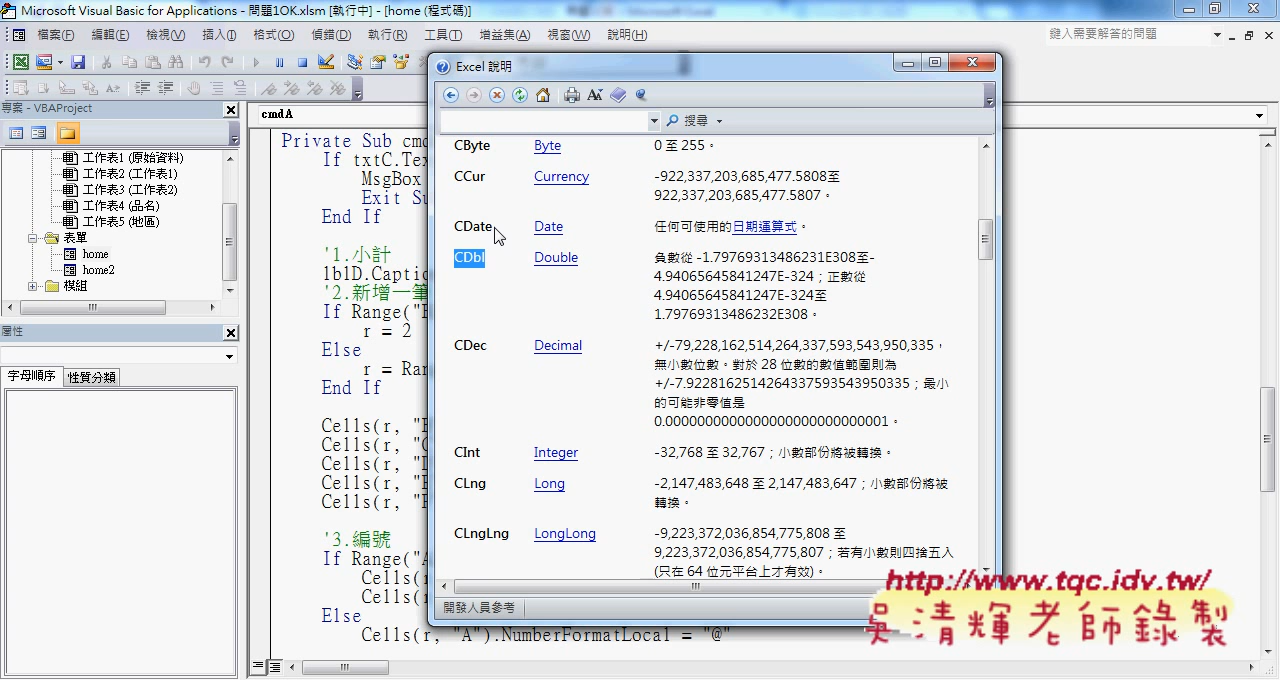 Microsoft Visual Basic for Applications - 問題1OK.xlsm [執行中] - [home (程式碼)]
檔案(F) 編輯(E) 檢視(V) 插入(I) 格式(O) 偵錯(D) 執行(R) 工具(T) 增益集(A) 視窗(W) 說明(H)
鍵入需要解答的問題
專案 - VBAProject
工作表1 (原始資料)
工作表2 (工作表1)
工作表3 (工作表2)
工作表4 (品名)
工作表5 (地區)
表單
home
home2
模組
屬性
字母順序 性質分類
cmdA
Private Sub cmd
If txtC.Tex
MsgBox
Exit Su
End If
'1.小計
lblD.Captio
'2.新增一筆
If Range("
r = 2
Else
r = Ran
End If
Cells(r, "
Cells(r, "
Cells(r, "
Cells(r, "
Cells(r, "
'3.編號
If Range("A
Cells(r
Cells(r
Else
Cells(r, "A").NumberFormatLocal = "@"
Excel 說明
搜尋
CByte Byte 0 至 255。
CCur Currency -922,337,203,685,477.5808至
922,337,203,685,477.5807。
CDate Date 任何可使用的日期運算式。
CDbl Double 負數從 -1.79769313486231E308至-
4.94065645841247E-324；正數從
4.94065645841247E-324至
1.79769313486232E308。
CDec Decimal +/-79,228,162,514,264,337,593,543,950,335，
無小數位數。對於 28 位數的數值範圍則為
+/-7.9228162514264337593543950335；最小
的可能非零值是
0.0000000000000000000000000001。
CInt Integer -32,768 至 32,767；小數部份將被轉換。
CLng Long -2,147,483,648 至 2,147,483,647；小數部份將被
轉換。
CLngLng LongLong -9,223,372,036,854,775,808 至
9,223,372,036,854,775,807；若有小數則四捨五入
(只在 64 位元平台上才有效)。
開發人員參考
http://www.tqc.idv.tw/
吳清輝老師錄製